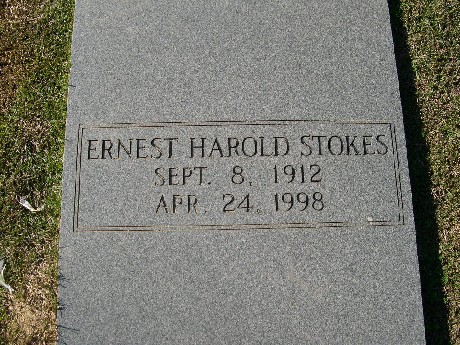 ERNEST HAROLD STOKES
SEPT. 8, 1912
APR. 24, 1998